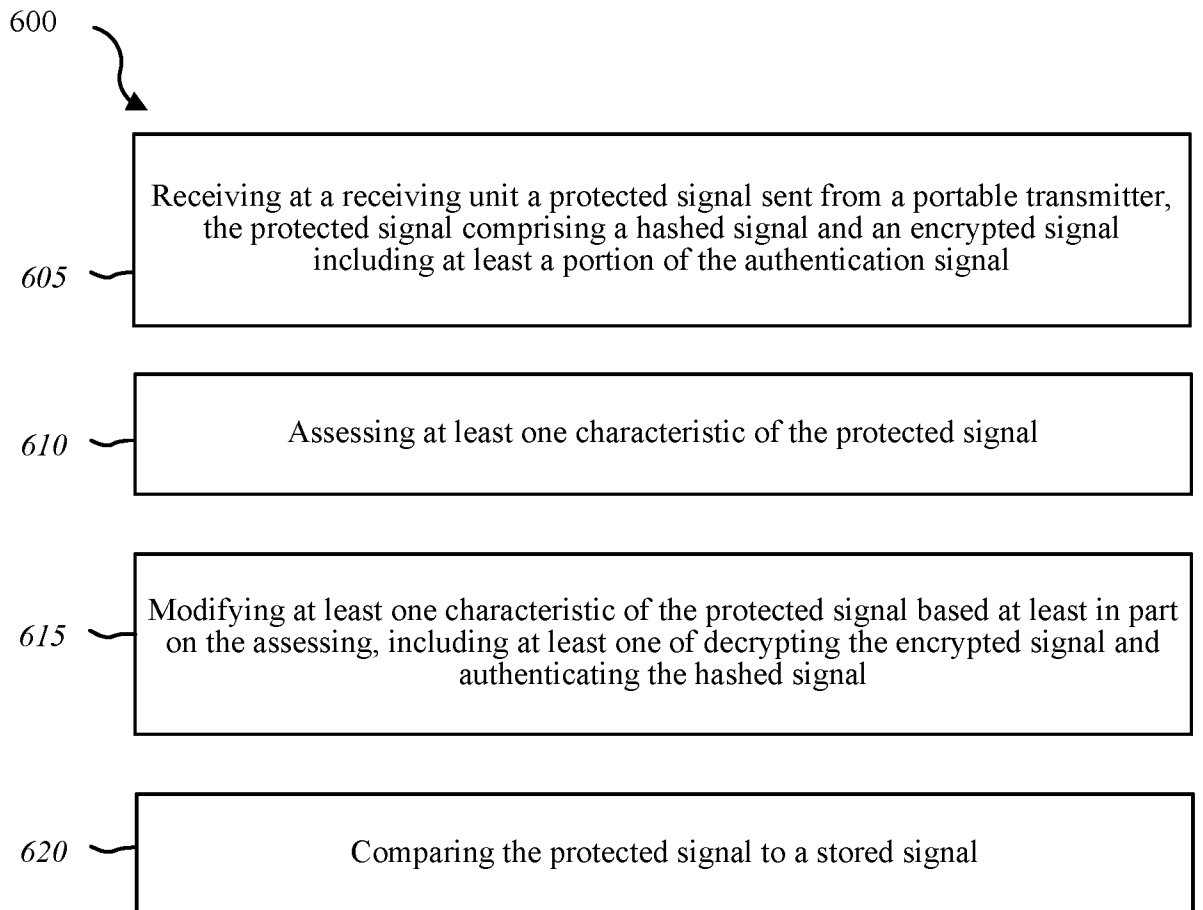 600
Receiving at a receiving unit a protected signal sent from a portable transmitter,
the protected signal comprising a hashed signal and an encrypted signal
including at least a portion of the authentication signal
605
Assessing at least one characteristic of the protected signal
610
Modifying at least one characteristic of the protected signal based at least in part
on the assessing, including at least one of decrypting the encrypted signal and
authenticating the hashed signal
615
Comparing the protected signal to a stored signal
620